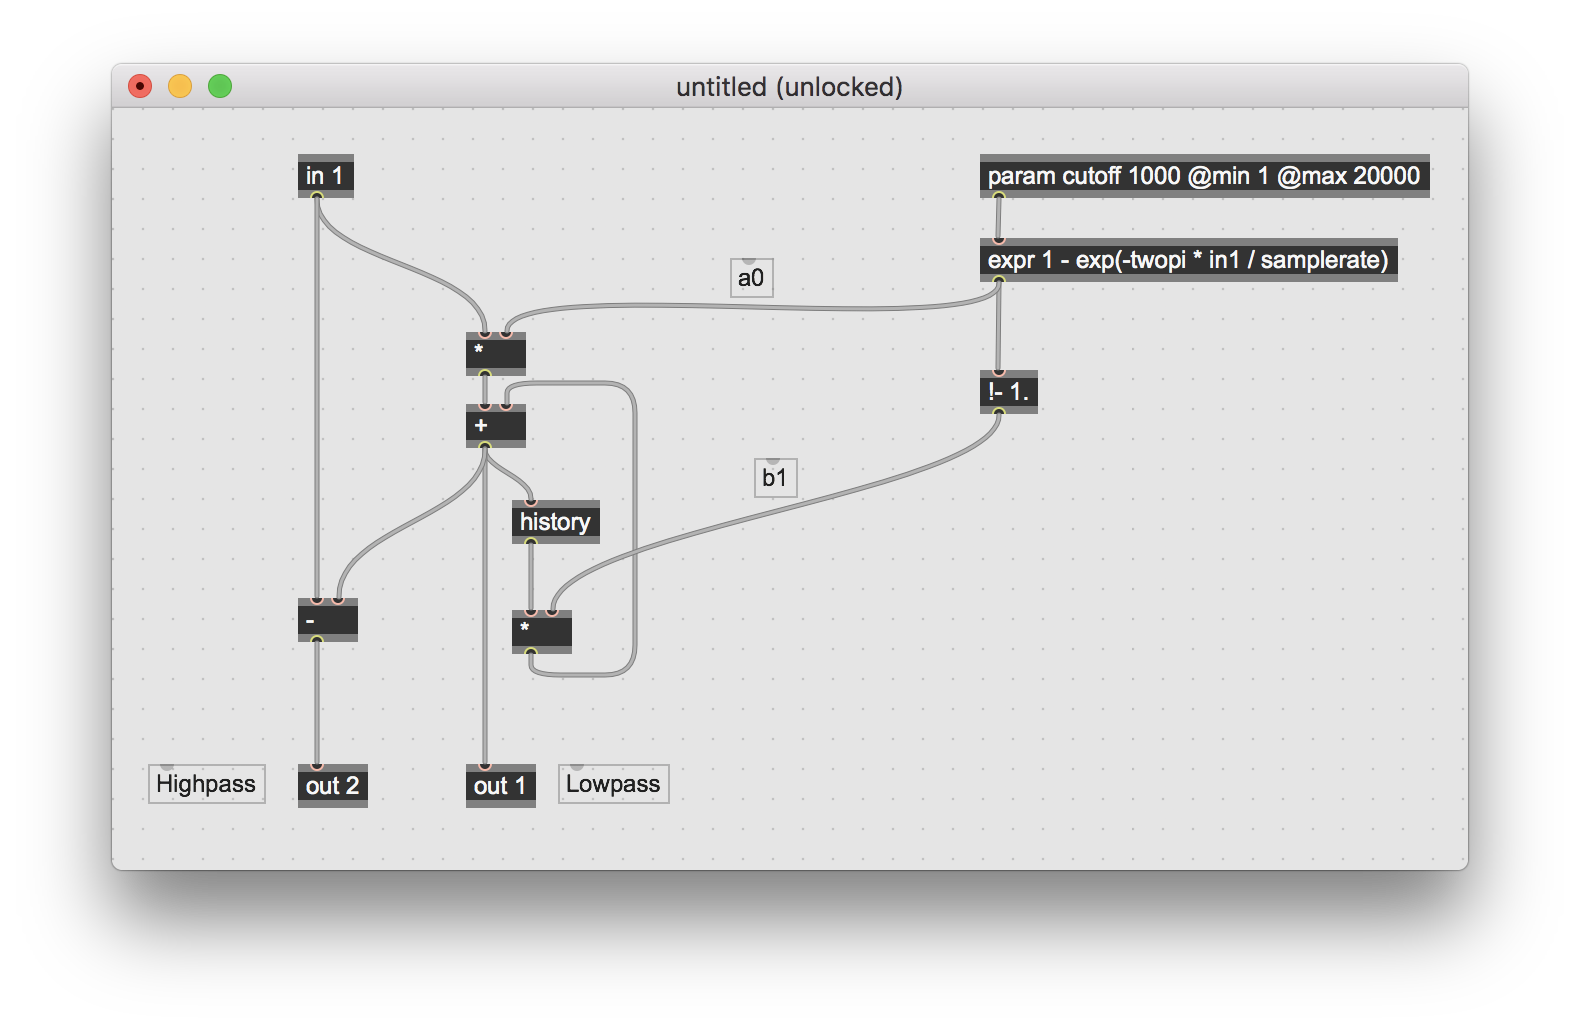 untitled (unlocked)
in 1
param cutoff 1000 @min 1 @max 20000
expr 1 - exp(-twopi * in1 / samplerate)
a0
*
!- 1.
+
b1
history
-
*
Highpass
out 2
out 1
Lowpass